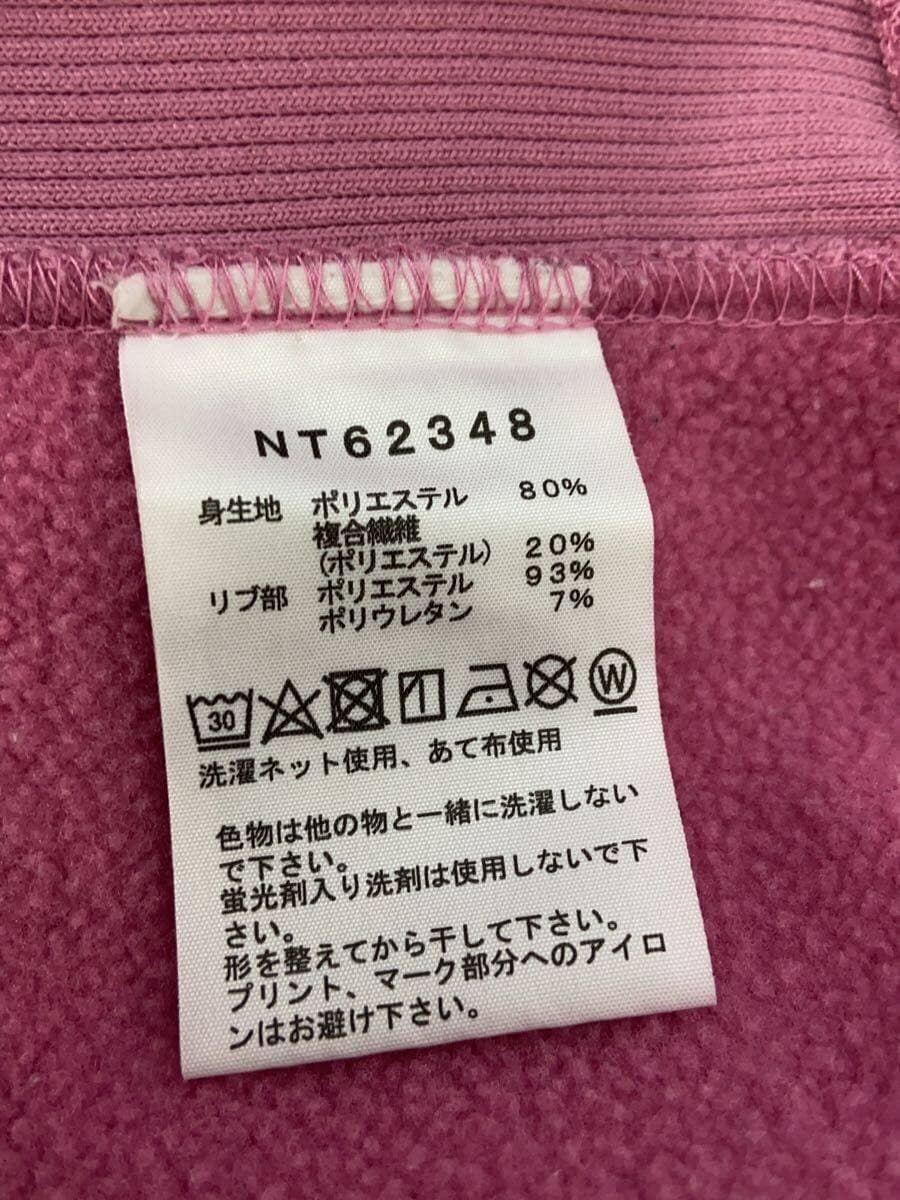 NT62348
身生地 ポリエステル 80%
複合繊維
(ポリエステル) 20%
リブ部 ポリエステル 93%
ポリウレタン 7%
30 W
洗濯ネット使用、あて布使用
色物は他の物と一緒に洗濯しない
で下さい。
蛍光剤入り洗剤は使用しないで下
さい。
形を整えてから干して下さい。
プリント、マーク部分へのアイロ
ンはお避け下さい。